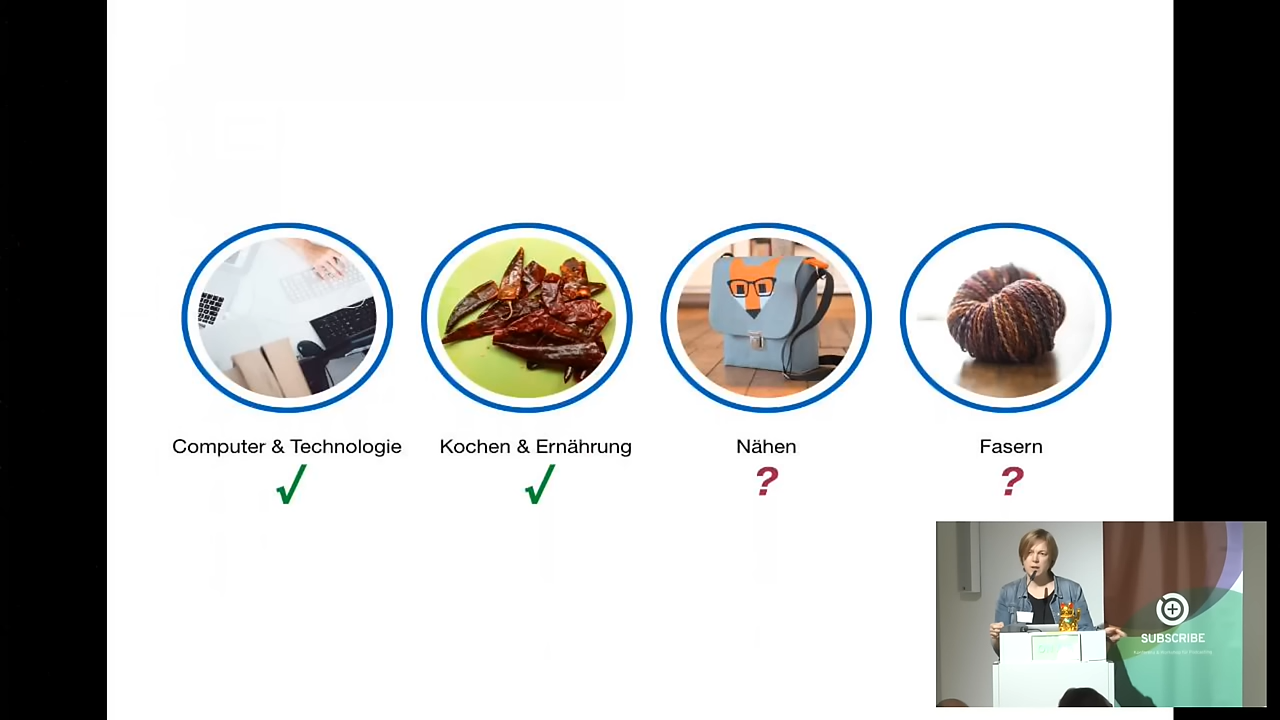 Computer & Technologie
Kochen & Ernährung
Nähen
Fasern
√
√
?
?
SUBSCRIBE